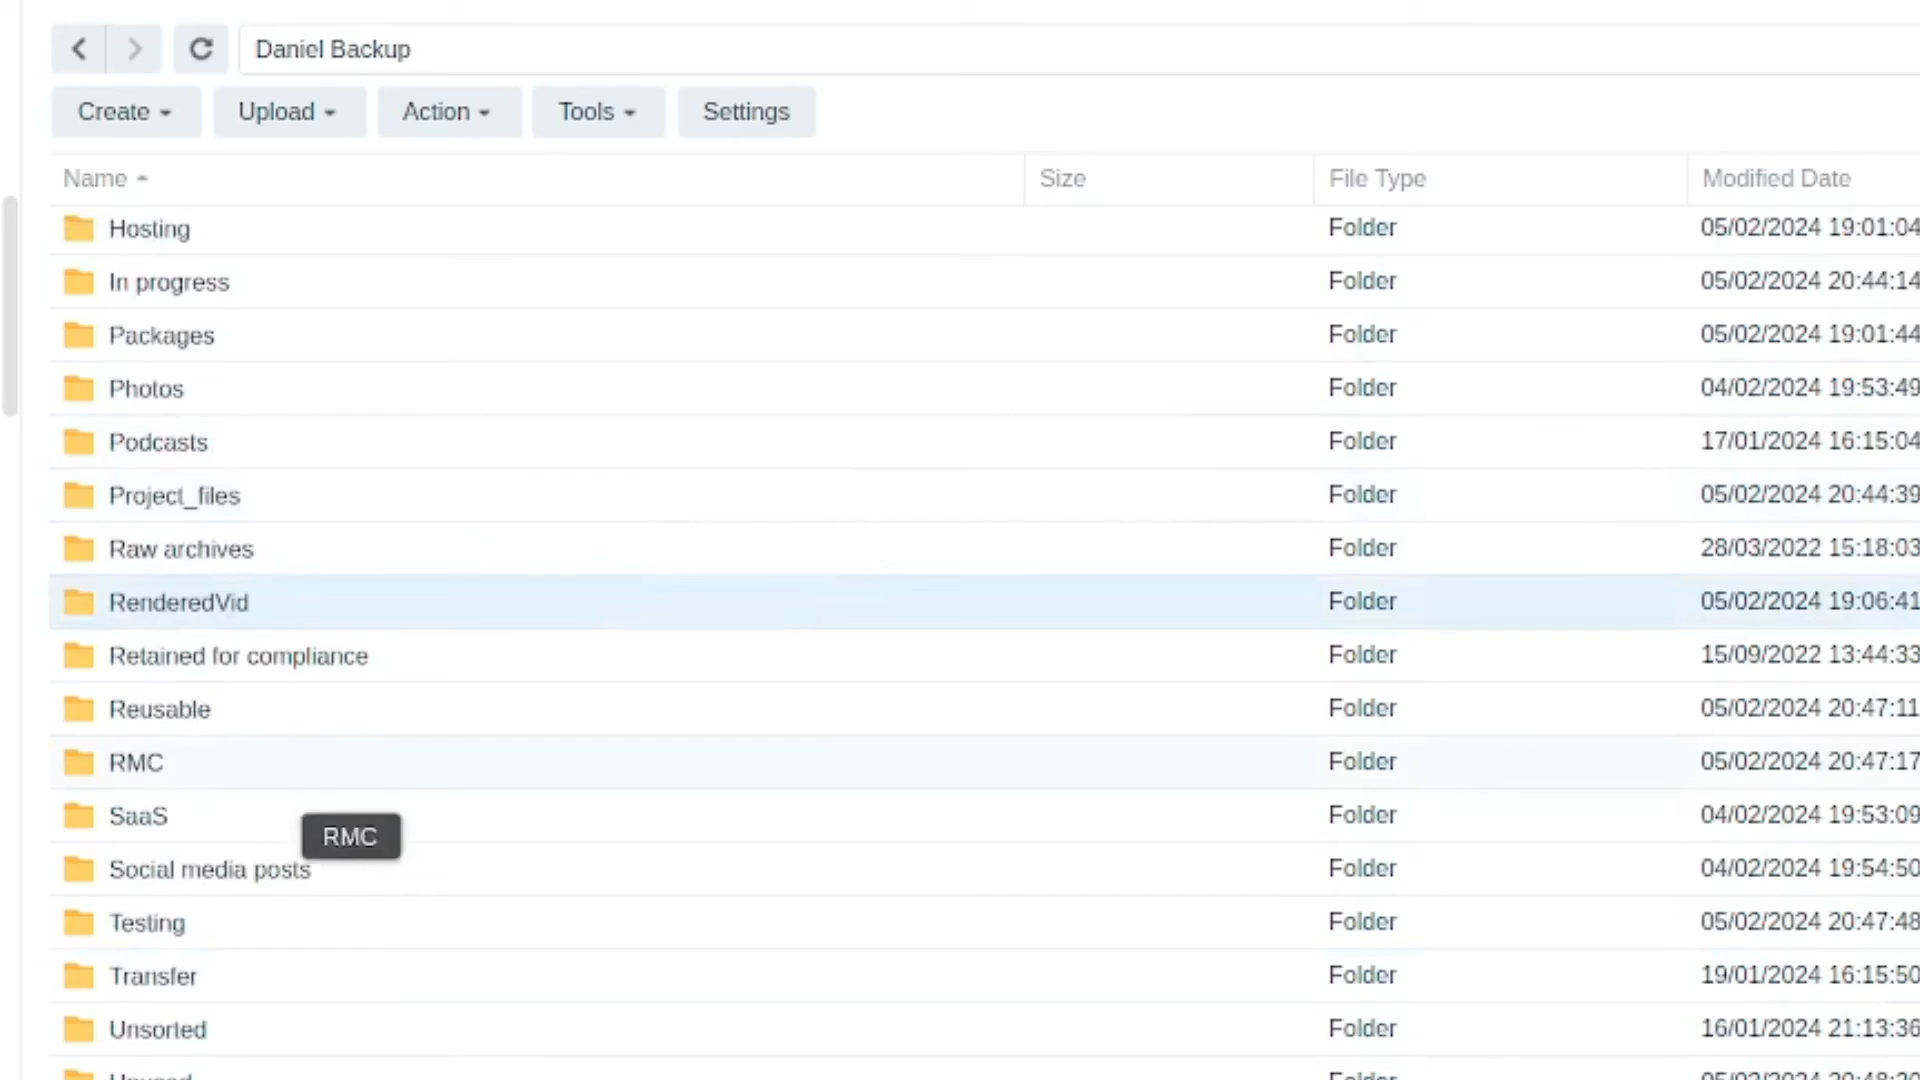 Daniel Backup
Create Upload Action Tools Settings
Name Size File Type Modified Date
Hosting Folder 05/02/2024 19:01:04
In progress Folder 05/02/2024 20:44:14
Packages Folder 05/02/2024 19:01:44
Photos Folder 04/02/2024 19:53:49
Podcasts Folder 17/01/2024 16:15:04
Project_files Folder 05/02/2024 20:44:39
Raw archives Folder 28/03/2022 15:18:03
RenderedVid Folder 05/02/2024 19:06:41
Retained for compliance Folder 15/09/2022 13:44:33
Reusable Folder 05/02/2024 20:47:11
RMC Folder 05/02/2024 20:47:17
SaaS Folder 04/02/2024 19:53:09
RMC
Social media posts Folder 04/02/2024 19:54:50
Testing Folder 05/02/2024 20:47:48
Transfer Folder 19/01/2024 16:15:50
Unsorted Folder 16/01/2024 21:13:36
Folder